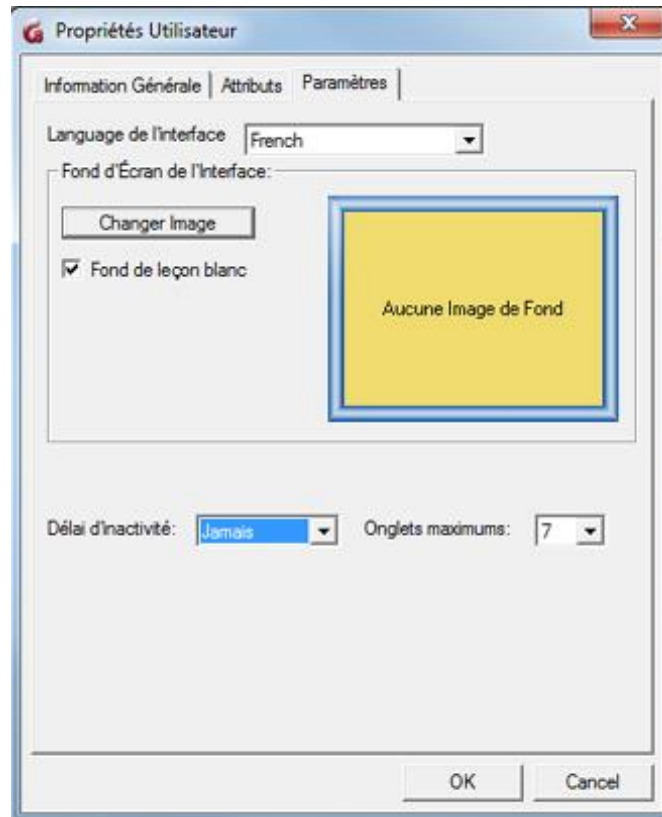 Propriétés Utilisateur
Information Générale Attributs Paramètres
Language de l'interface French
Fond d'Écran de l'Interface:
Changer Image
Fond de leçon blanc
Aucune Image de Fond
Délai d'inactivité: Jamais Onglets maximums: 7
OK Cancel